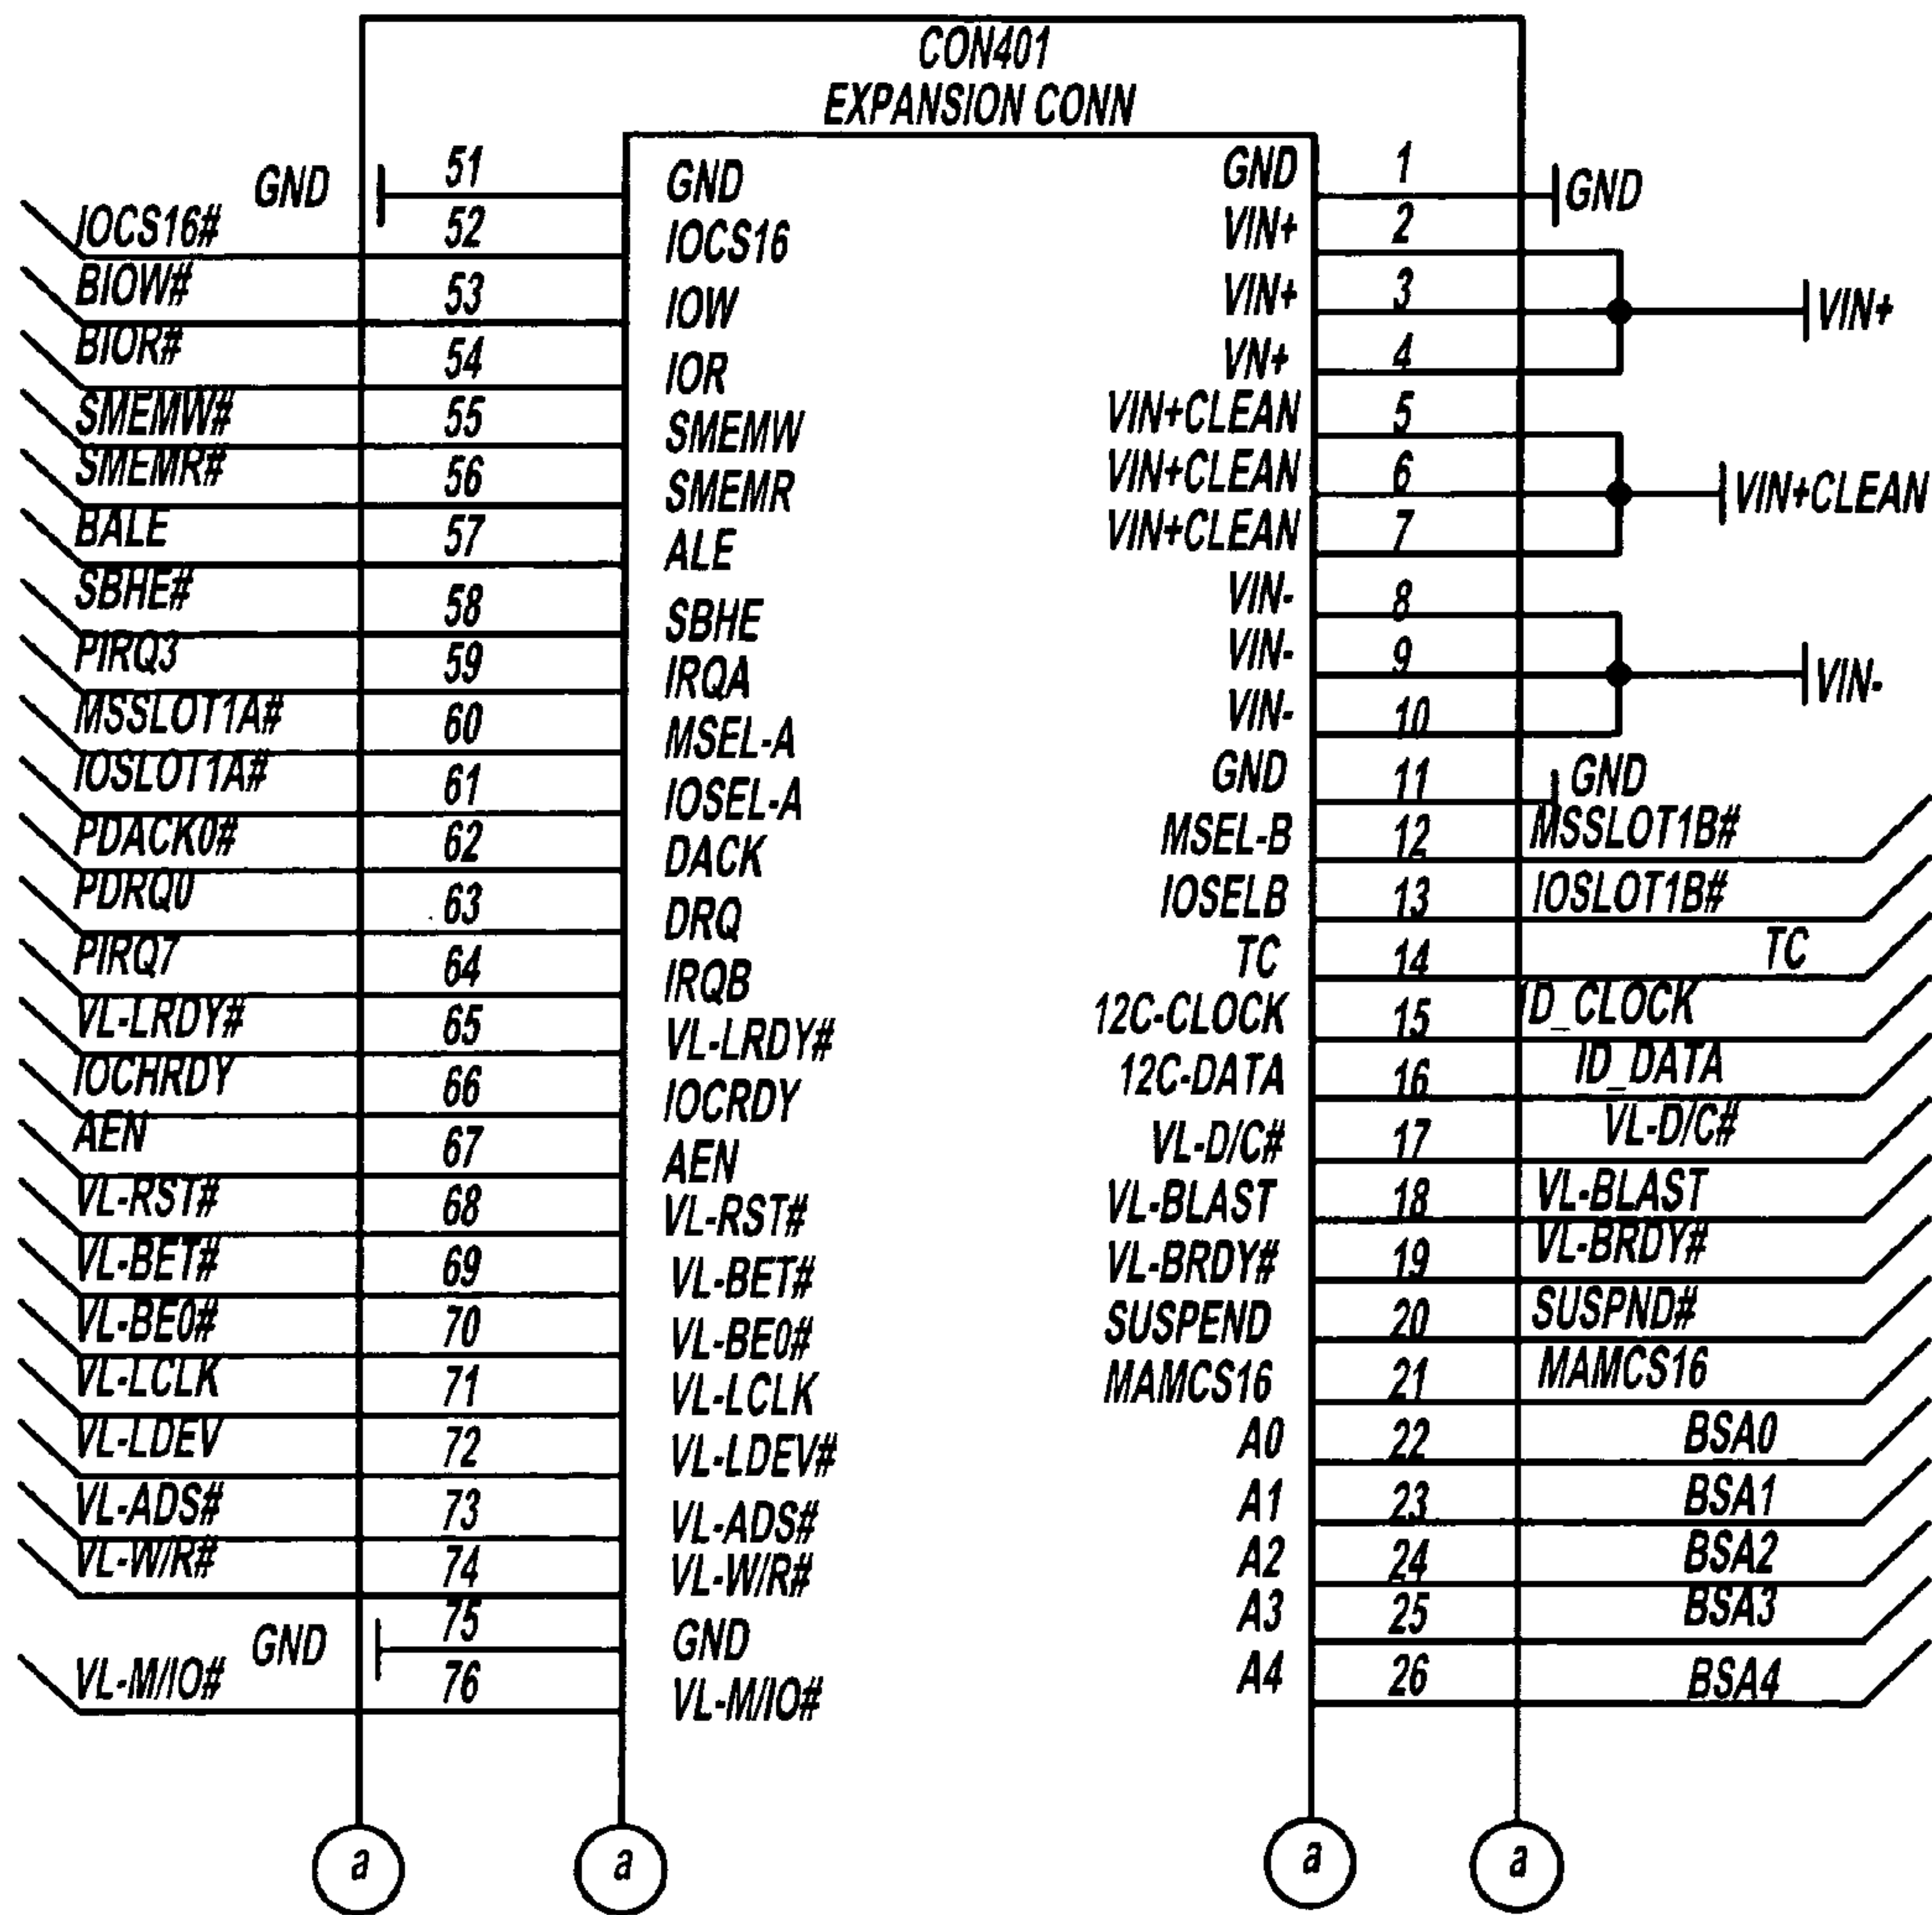 CON401
EXPANSION CONN
GND 51 GND
IOCS16# 52 IOCS16
BIOW# 53 IOW
BIOR# 54 IOR
SMEMW# 55 SMEMW
SMEMR# 56 SMEMR
BALE 57 ALE
SBHE# 58 SBHE
PIRQ3 59 IRQA
MSSLOT1A# 60 MSEL-A
IOSLOT1A# 61 IOSEL-A
PDACK0# 62 DACK
PDRQ0 63 DRQ
PIRQ7 64 IRQB
VL-LRDY# 65 VL-LRDY#
IOCHRDY 66 IOCRDY
AEN 67 AEN
VL-RST# 68 VL-RST#
VL-BET# 69 VL-BET#
VL-BE0# 70 VL-BE0#
VL-LCLK 71 VL-LCLK
VL-LDEV 72 VL-LDEV#
VL-ADS# 73 VL-ADS#
VL-W/R# 74 VL-W/R#
GND 75 GND
VL-M/IO# 76 VL-M/IO#
GND 1 GND
VIN+ 2
VIN+ 3 VIN+
VN+ 4
VIN+CLEAN 5
VIN+CLEAN 6 VIN+CLEAN
VIN+CLEAN 7
VIN- 8
VIN- 9 VIN-
VIN- 10
GND 11 GND
MSEL-B 12 MSSLOT1B#
IOSELB 13 IOSLOT1B#
TC 14 TC
12C-CLOCK 15 ID_CLOCK
12C-DATA 16 ID_DATA
VL-D/C# 17 VL-D/C#
VL-BLAST 18 VL-BLAST
VL-BRDY# 19 VL-BRDY#
SUSPEND 20 SUSPND#
MAMCS16 21 MAMCS16
A0 22 BSA0
A1 23 BSA1
A2 24 BSA2
A3 25 BSA3
A4 26 BSA4
a a a a